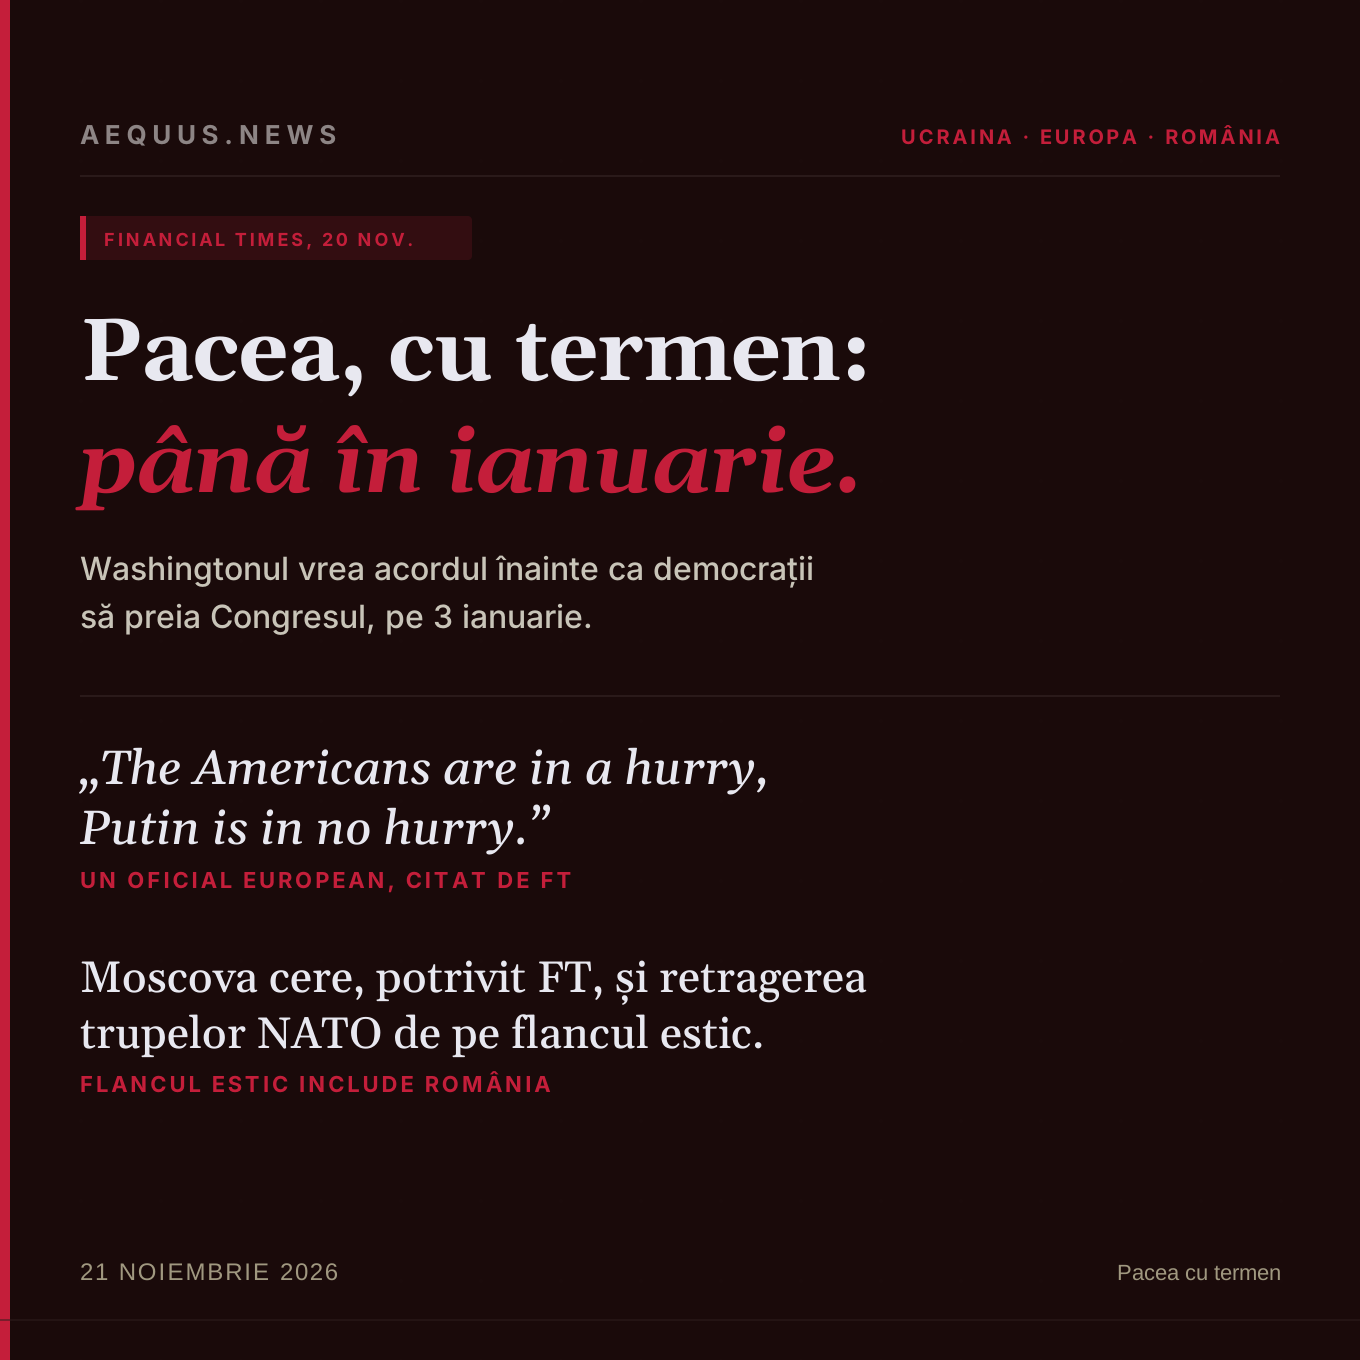 AEQUUS.NEWS
UCRAINA · EUROPA · ROMÂNIA
FINANCIAL TIMES, 20 NOV.
Pacea, cu termen:
până în ianuarie.
Washingtonul vrea acordul înainte ca democrații
să preia Congresul, pe 3 ianuarie.
„The Americans are in a hurry,
Putin is in no hurry.”
UN OFICIAL EUROPEAN, CITAT DE FT
Moscova cere, potrivit FT, și retragerea
trupelor NATO de pe flancul estic.
FLANCUL ESTIC INCLUDE ROMÂNIA
21 NOIEMBRIE 2026
Pacea cu termen